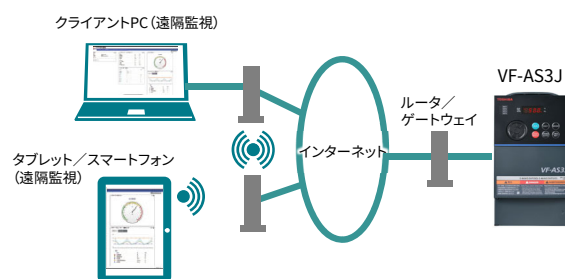 クライアントPC（遠隔監視）
VF-AS3J
ルータ／
ゲートウェイ
インターネット
タブレット／スマートフォン
（遠隔監視）
TOSHIBA
VF-AS3